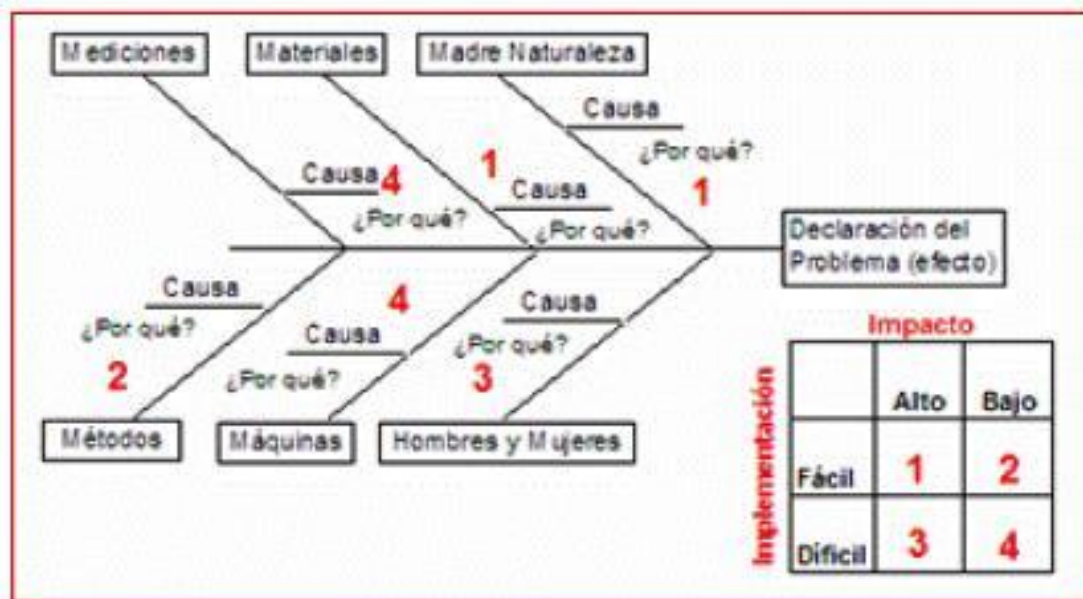 Mediciones
Materiales
Madre Naturaleza
Causa
¿Por qué?
1
Causa
4
¿Por qué?
1
Causa
¿Por qué?
Declaración del
Problema (efecto)
Causa
¿Por qué?
2
4
Causa
¿Por qué?
Causa
¿Por qué?
3
Métodos
Máquinas
Hombres y Mujeres
Impacto
Implementación
Alto
Bajo
Fácil
1
2
Díficil
3
4